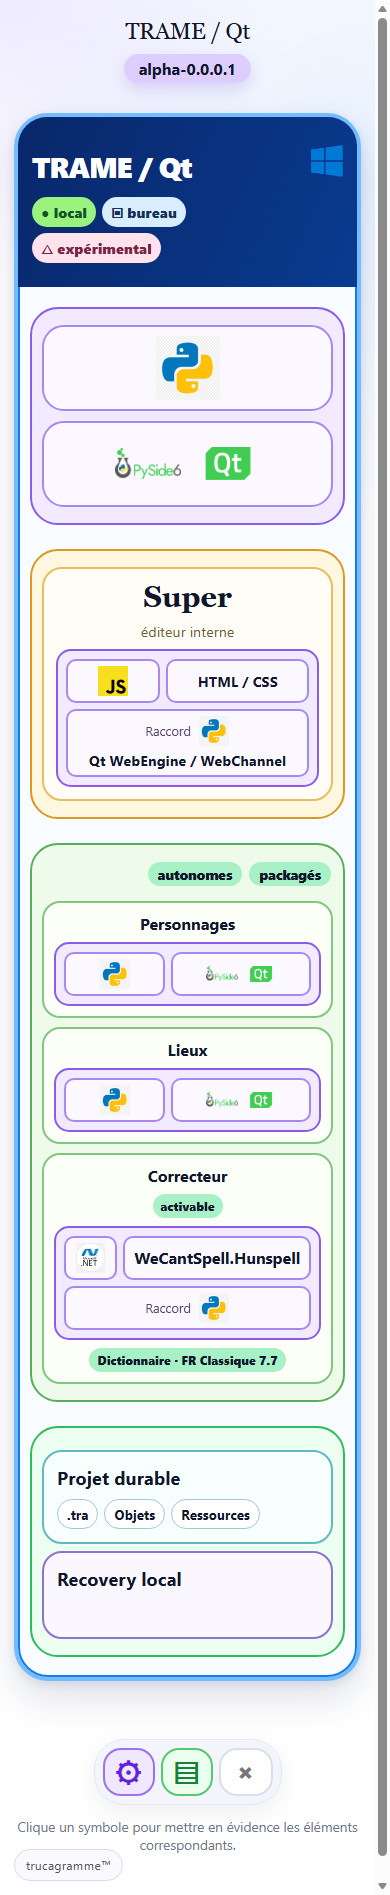 TRAME / Qt
alpha-0.0.0.1
TRAME / Qt
● local
▣ bureau
△ expérimental
PySide6
Qt
Super
éditeur interne
JS
HTML / CSS
Raccord
Qt WebEngine / WebChannel
autonomes
packagés
Personnages
PySide6
Qt
Lieux
PySide6
Qt
Correcteur
activable
Microsoft
.NET
WeCantSpell.Hunspell
Raccord
Dictionnaire · FR Classique 7.7
Projet durable
.tra
Objets
Ressources
Recovery local
Clique un symbole pour mettre en évidence les éléments
correspondants.
trucagramme™